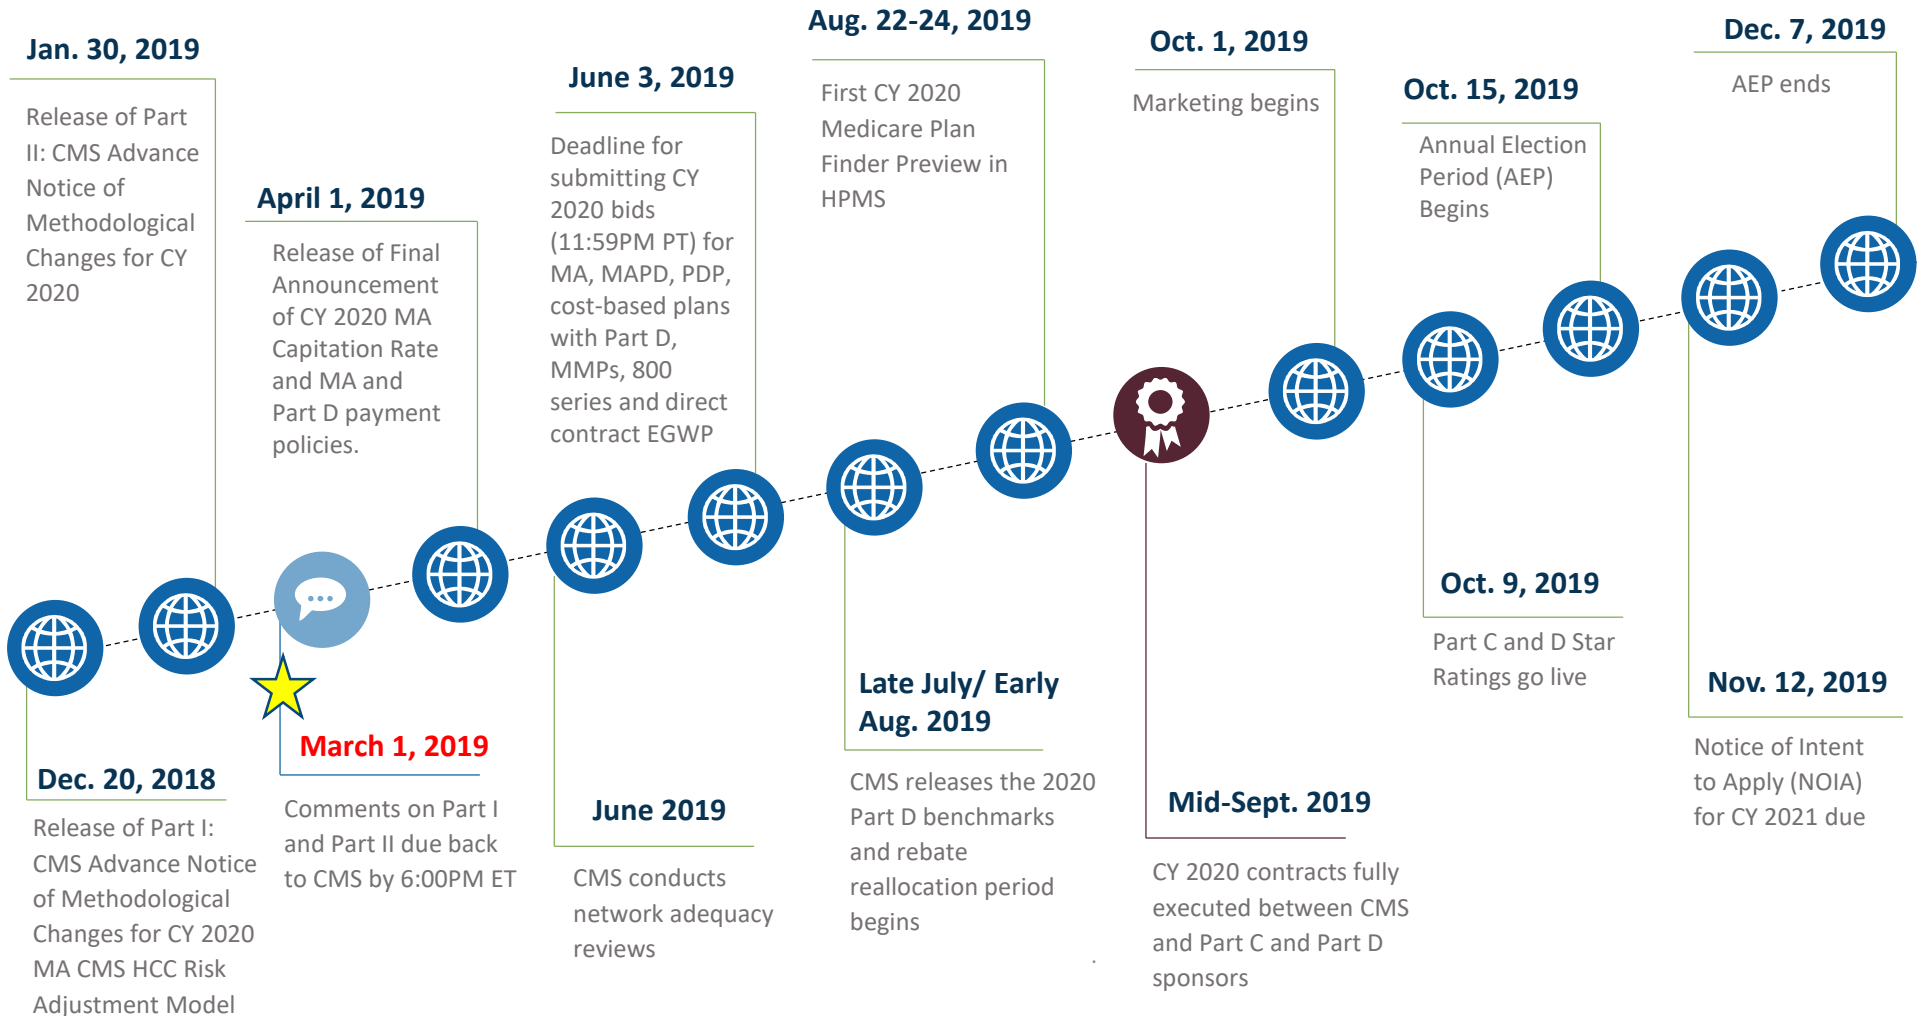 Jan. 30, 2019
Release of Part
II: CMS Advance
Notice of
Methodological
Changes for CY
2020
April 1, 2019
Release of Final
Announcement
of CY 2020 MA
Capitation Rate
and MA and
Part D payment
policies.
June 3, 2019
Deadline for
submitting CY
2020 bids
(11:59PM PT) for
MA, MAPD, PDP,
cost-based plans
with Part D,
MMPs, 800
series and direct
contract EGWP
Aug. 22-24, 2019
First CY 2020
Medicare Plan
Finder Preview in
HPMS
Oct. 1, 2019
Marketing begins
Oct. 15, 2019
Annual Election
Period (AEP)
Begins
Dec. 7, 2019
AEP ends
Dec. 20, 2018
Release of Part I:
CMS Advance Notice
of Methodological
Changes for CY 2020
MA CMS HCC Risk
Adjustment Model
March 1, 2019
Comments on Part I
and Part II due back
to CMS by 6:00PM ET
June 2019
CMS conducts
network adequacy
reviews
Late July/ Early
Aug. 2019
CMS releases the 2020
Part D benchmarks
and rebate
reallocation period
begins
.
Mid-Sept. 2019
CY 2020 contracts fully
executed between CMS
and Part C and Part D
sponsors
Oct. 9, 2019
Part C and D Star
Ratings go live
Nov. 12, 2019
Notice of Intent
to Apply (NOIA)
for CY 2021 due